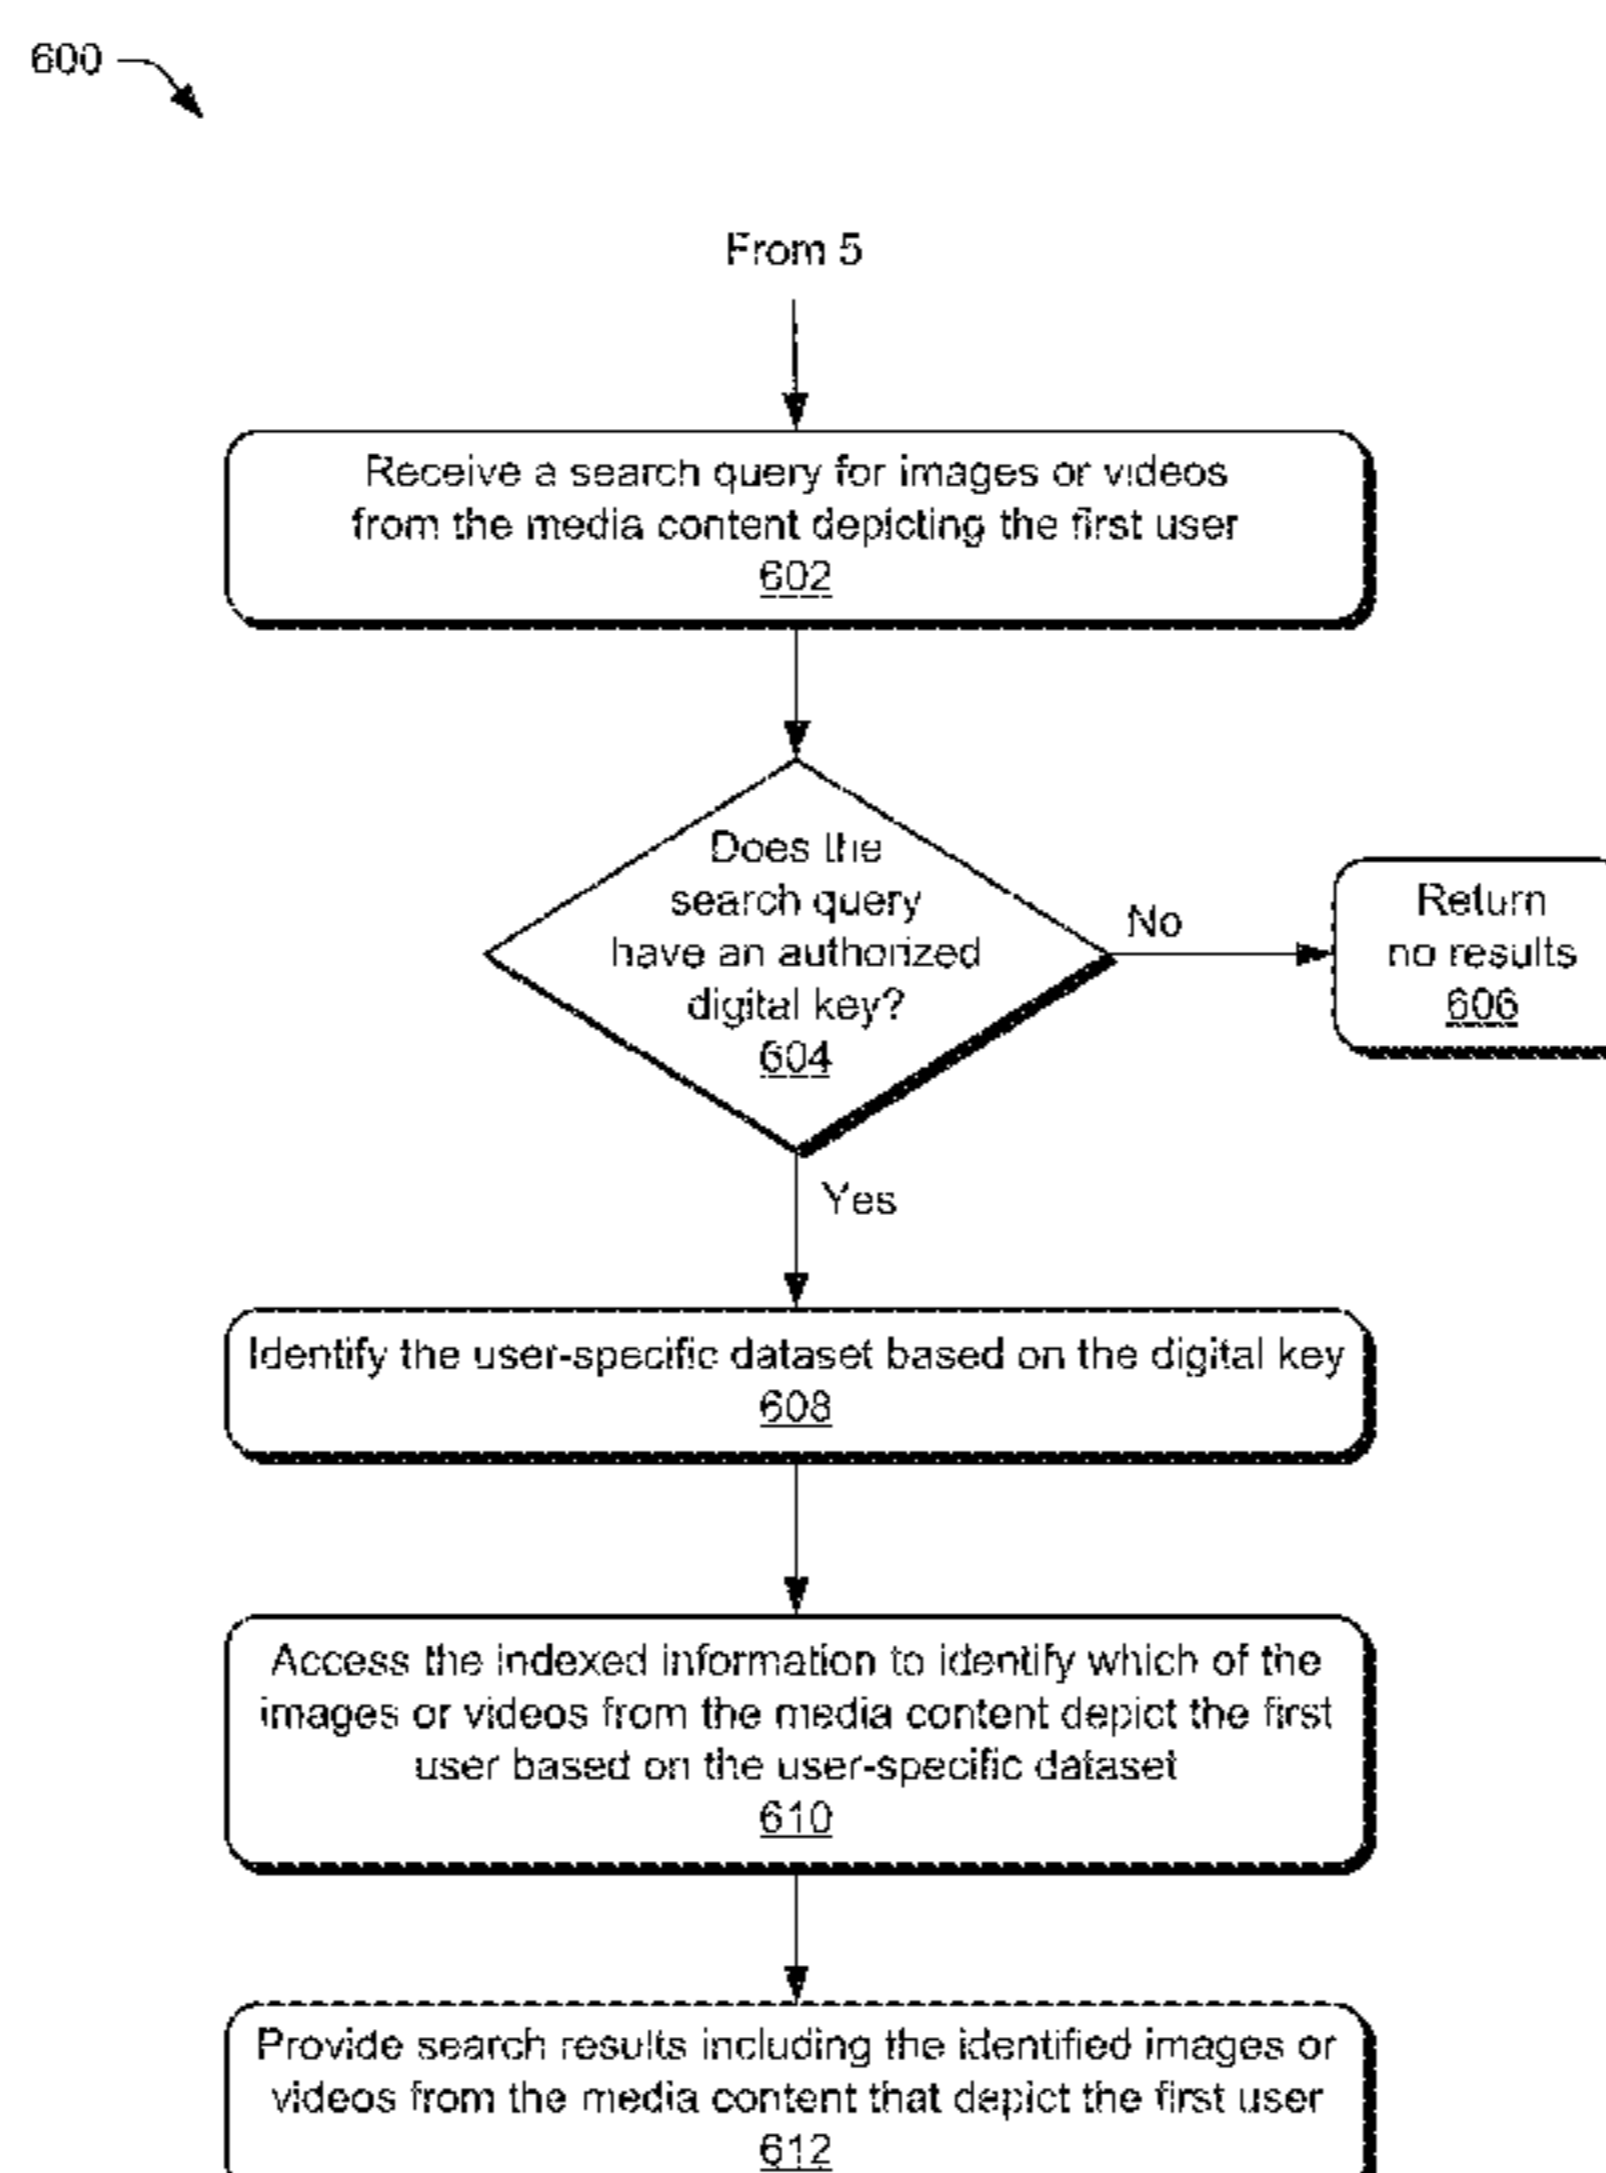 600
From 5
Receive a search query for images or videos
from the media content depicting the first user
602
Does the
search query
have an authorized
digital key?
604
No
Return
no results
606
Yes
Identify the user-specific dataset based on the digital key
608
Access the indexed information to identify which of the
images or videos from the media content depict the first
user based on the user-specific dataset
610
Provide search results including the identified images or
videos from the media content that depict the first user
612